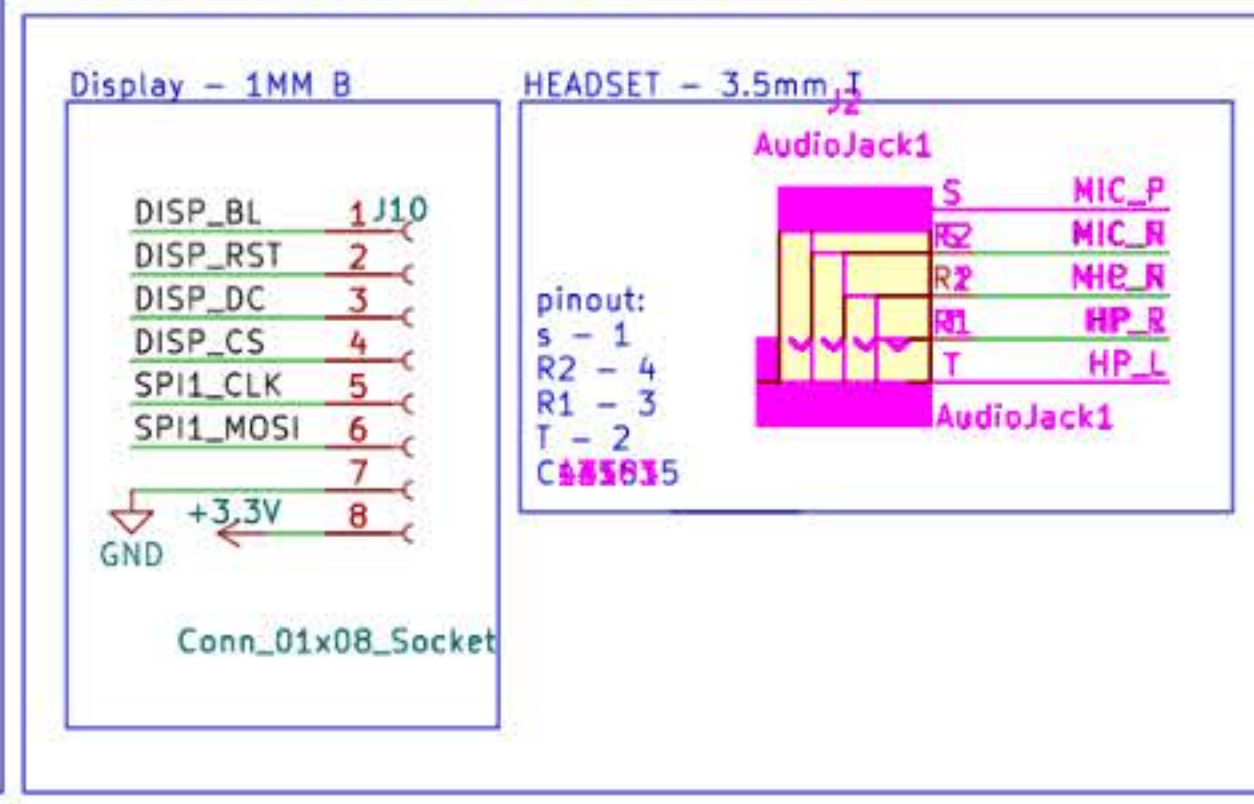 Display - 1MM B
DISP_BL 1 J10
DISP_RST 2
DISP_DC 3
DISP_CS 4
SPI1_CLK 5
SPI1_MOSI 6
7
+3.3V 8
GND
Conn_01x08_Socket
HEADSET - 3.5mm J
J2
AudioJack1
S MIC_P
T HP_L
AudioJack1
pinout:
s - 1
R2 - 4
R1 - 3
T - 2